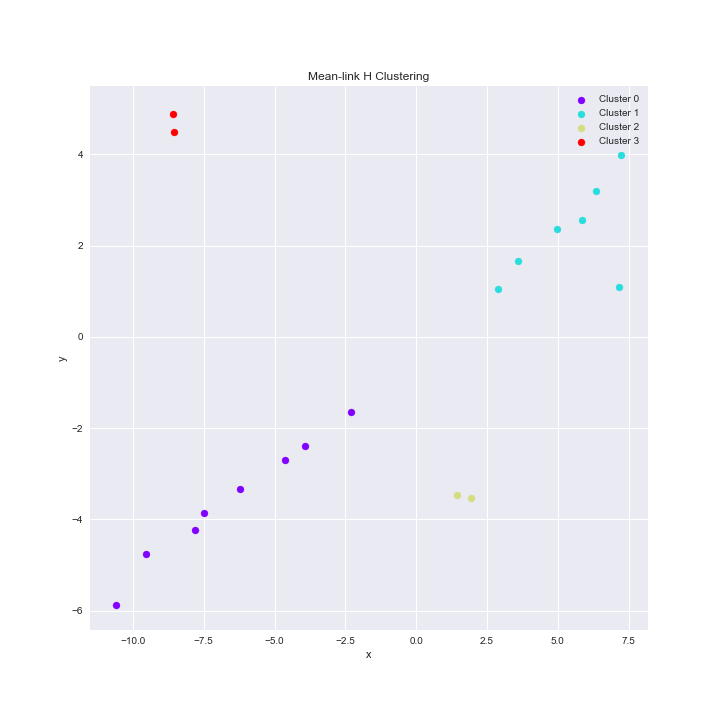 Mean-link H Clustering
Cluster 0
Cluster 1
Cluster 2
Cluster 3
4
2
0
−2
−4
−6
y
−10.0 −7.5 −5.0 −2.5 0.0 2.5 5.0 7.5
x